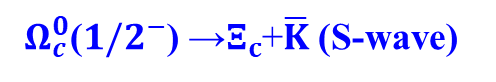 Ω_c^0(1/2^-) → Ξ_c+K̅ (S-wave)